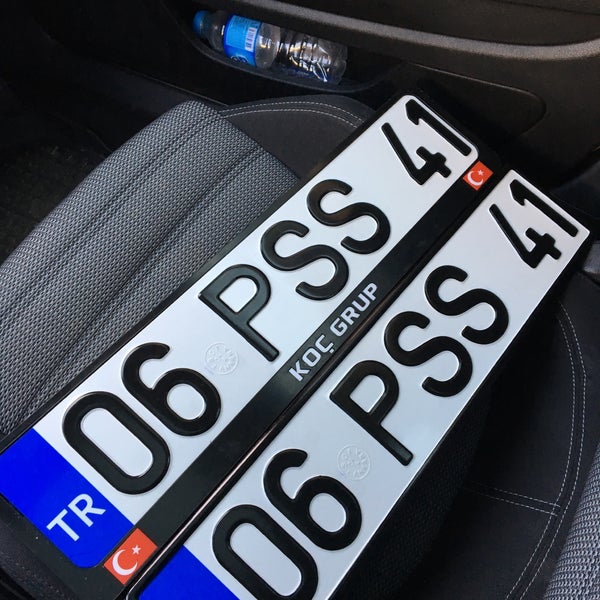 TR 06 PSS 41
KOÇ GRUP
06 PSS 41